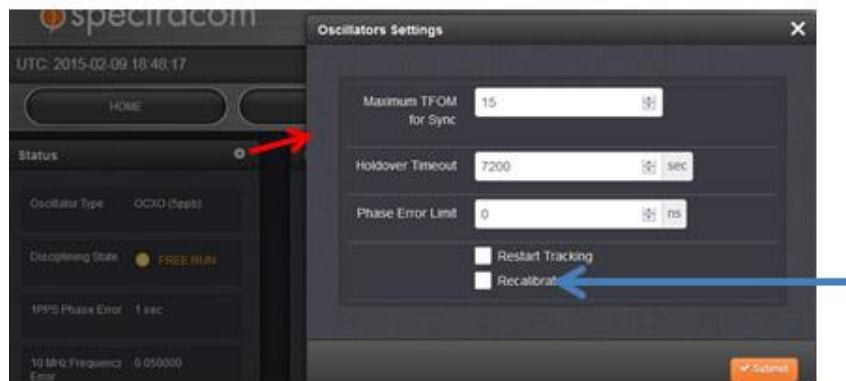 spectracom
Oscillators Settings
UTC: 2015-02-09 18:48:17
HOME
Maximum TFOM
for Sync
15
Status
Holdover Timeout
7200
sec
Oscillator Type
OCXO (5ppb)
Phase Error Limit
0
ns
Disciplining State
FREE RUN
Restart Tracking
1PPS Phase Error
1 sec
10 MHz Frequency
Error
0.050000
Submit